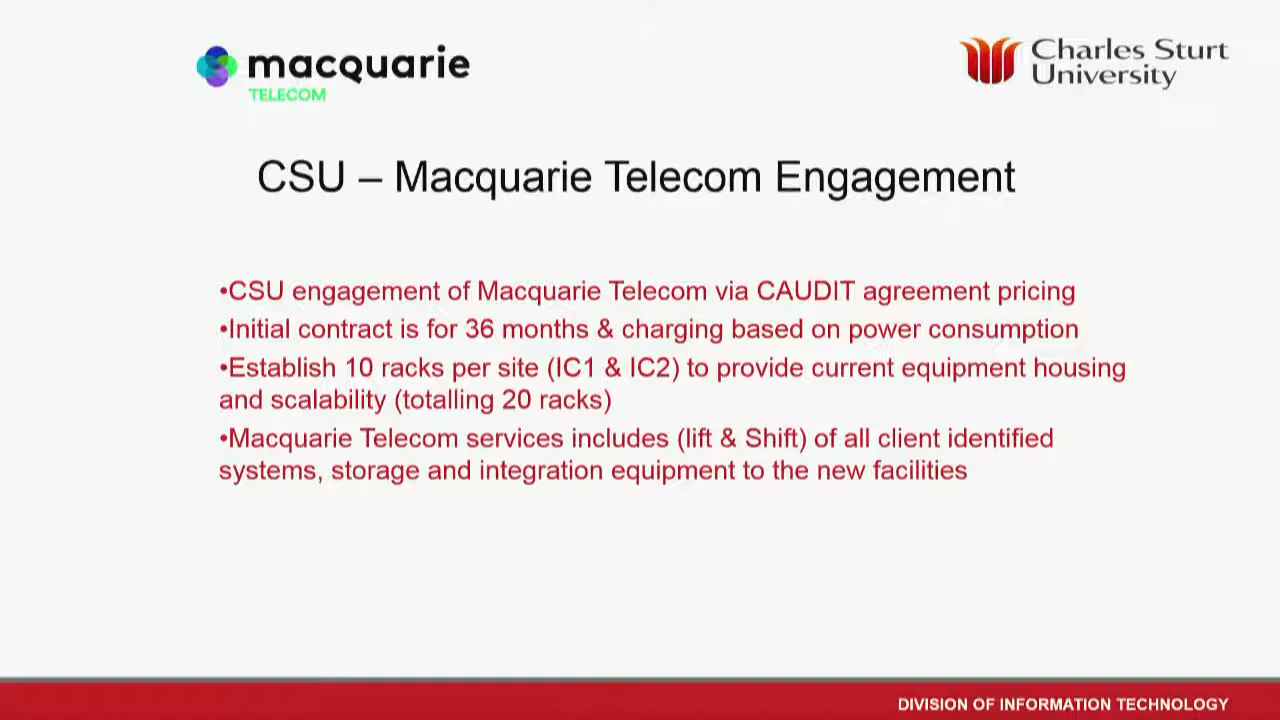 macquarie
TELECOM
Charles Sturt
University
CSU – Macquarie Telecom Engagement
•CSU engagement of Macquarie Telecom via CAUDIT agreement pricing
•Initial contract is for 36 months & charging based on power consumption
•Establish 10 racks per site (IC1 & IC2) to provide current equipment housing
and scalability (totalling 20 racks)
•Macquarie Telecom services includes (lift & Shift) of all client identified
systems, storage and integration equipment to the new facilities
DIVISION OF INFORMATION TECHNOLOGY